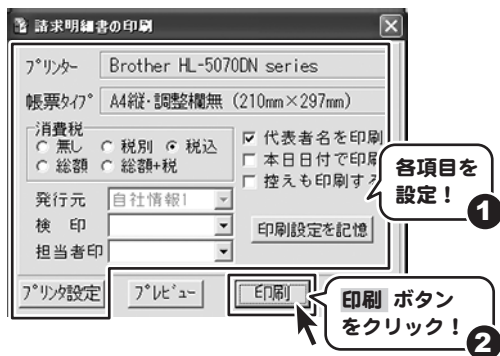 請求明細書の印刷
プリンター Brother HL-5070DN series
帳票タイプ A4縦･調整欄無 (210mm×297mm)
消費税
無し 税別 税込
総額 総額+税
代表者名を印刷
本日日付で印刷
控えも印刷する
発行元 自社情報1
検 印
担当者印
印刷設定を記憶
プリンタ設定 プレビュー 印刷
各項目を
設定！
1
印刷 ボタン
をクリック！
2